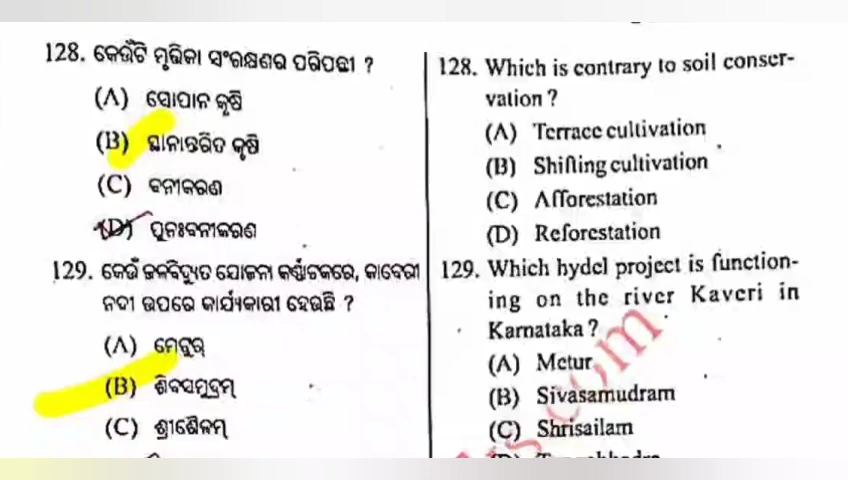 128. କେଉଁଟି ମୃତ୍ତିକା ସଂରକ୍ଷଣର ପରିପନ୍ଥୀ ?
(A) ସୋପାନ କୃଷି
(B) ସ୍ଥାନାନ୍ତରିତ କୃଷି
(C) ବନୀକରଣ
(D) ପୁନଃବନୀକରଣ
129. କେଉଁ ଜଳବିଦ୍ୟୁତ ଯୋଜନା କର୍ଣ୍ଣାଟକରେ, କାବେରୀ
ନଦୀ ଉପରେ କାର୍ଯ୍ୟକାରୀ ହେଉଛି ?
(A) ମେଟୁର୍
(B) ଶିବସମୁଦ୍ରମ୍
(C) ଶ୍ରୀଶୈଳମ୍
128. Which is contrary to soil conser-
vation ?
(A) Terrace cultivation
(B) Shifting cultivation
(C) Afforestation
(D) Reforestation
129. Which hydel project is function-
ing on the river Kaveri in
Karnataka ?
(A) Metur
(B) Sivasamudram
(C) Shrisailam